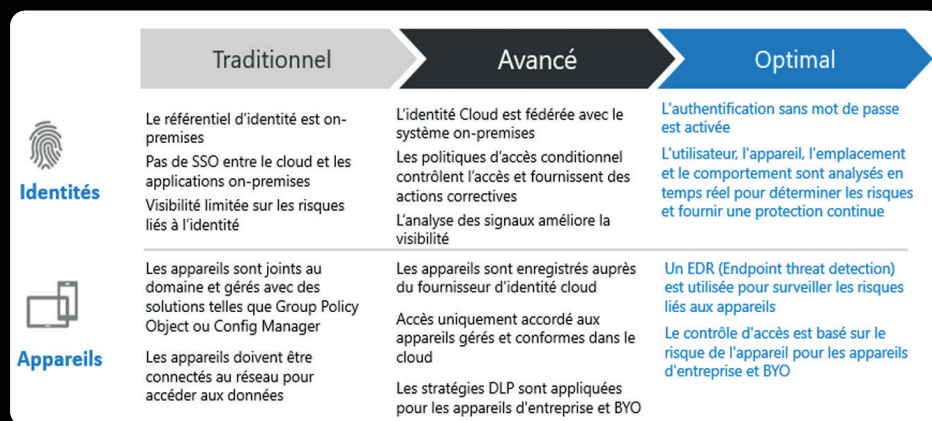 Traditionnel
Avancé
Optimal
Identités
Le référentiel d'identité est on-
premises
Pas de SSO entre le cloud et les
applications on-premises
Visibilité limitée sur les risques
liés à l'identité
L'identité Cloud est fédérée avec le
système on-premises
Les politiques d'accès conditionnel
contrôlent l'accès et fournissent des
actions correctives
L'analyse des signaux améliore la
visibilité
L'authentification sans mot de passe
est activée
L'utilisateur, l'appareil, l'emplacement
et le comportement sont analysés en
temps réel pour déterminer les risques
et fournir une protection continue
Appareils
Les appareils sont joints au
domaine et gérés avec des
solutions telles que Group Policy
Object ou Config Manager
Les appareils doivent être
connectés au réseau pour
accéder aux données
Les appareils sont enregistrés auprès
du fournisseur d'identité cloud
Accès uniquement accordé aux
appareils gérés et conformes dans le
cloud
Les stratégies DLP sont appliquées
pour les appareils d'entreprise et BYO
Un EDR (Endpoint threat detection)
est utilisée pour surveiller les risques
liés aux appareils
Le contrôle d'accès est basé sur le
risque de l'appareil pour les appareils
d'entreprise et BYO